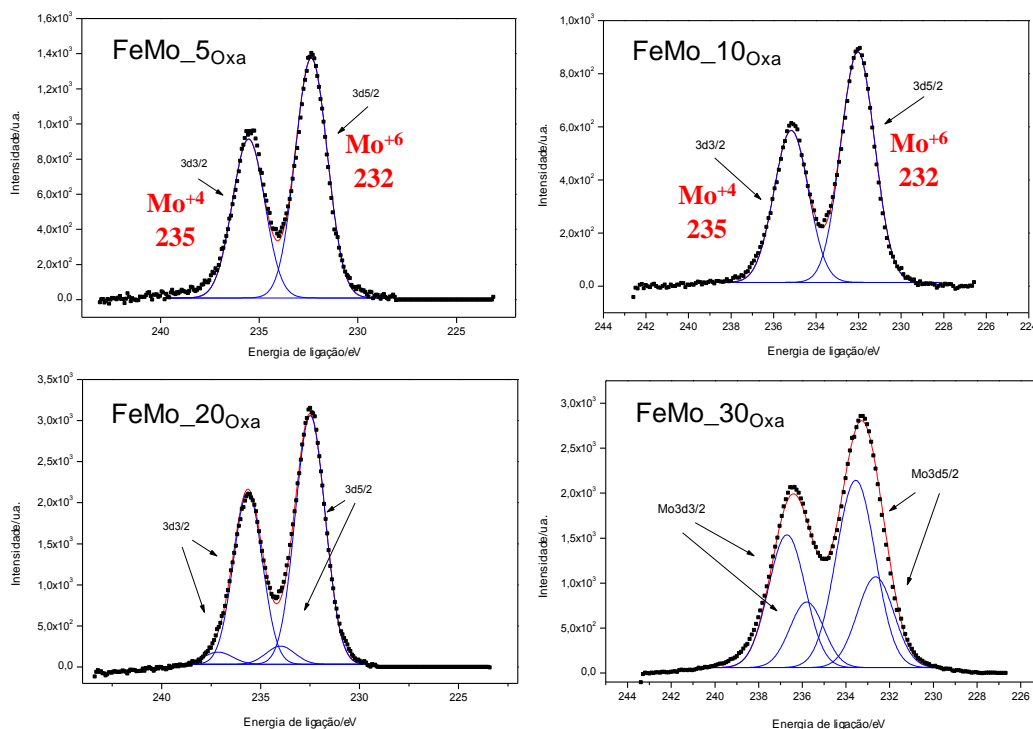 FeMo_5Oxa
1,6x10³
1,4x10³
1,2x10³
1,0x10³
8,0x10²
6,0x10²
4,0x10²
2,0x10²
0,0
Intensidade/u.a.
3d5/2
Mo+6
232
3d3/2
Mo+4
235
240 235 230 225
Energia de ligação/eV
FeMo_10Oxa
1,0x10³
8,0x10²
6,0x10²
4,0x10²
2,0x10²
0,0
Intensidade/u.a.
3d5/2
Mo+6
232
3d3/2
Mo+4
235
244 242 240 238 236 234 232 230 228 226 224
Energia de ligação/eV
FeMo_20Oxa
3,5x10³
3,0x10³
2,5x10³
2,0x10³
1,5x10³
1,0x10³
5,0x10²
0,0
Intensidade/u.a.
3d5/2
3d3/2
240 235 230 225
Energia de ligação/eV
FeMo_30Oxa
3,0x10³
2,5x10³
2,0x10³
1,5x10³
1,0x10³
5,0x10²
0,0
Intensidade/u.a.
Mo3d5/2
Mo3d3/2
244 242 240 238 236 234 232 230 228 226
Energia de ligação/eV